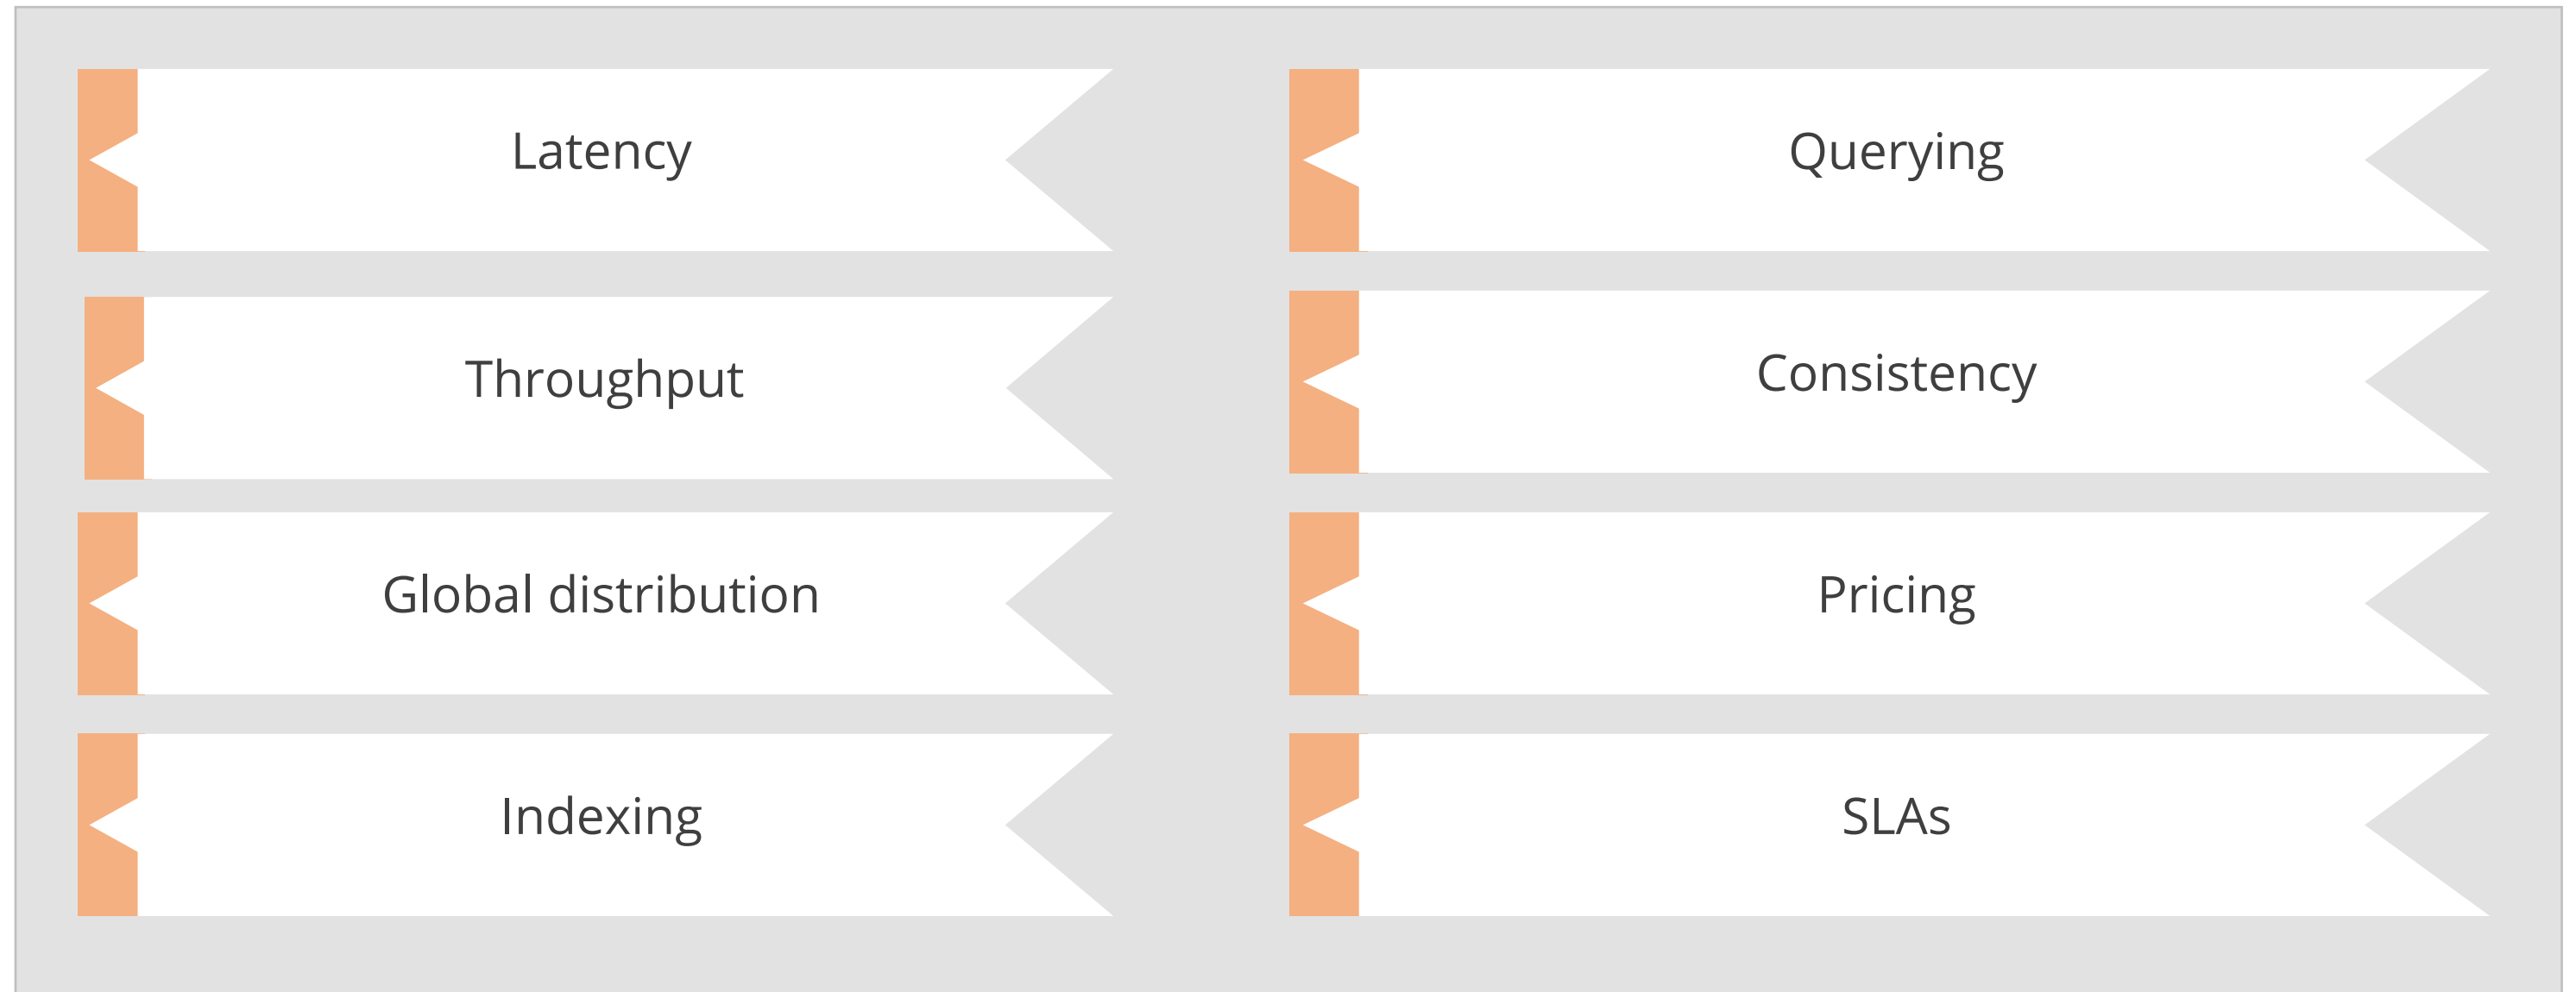 Latency
Throughput
Global distribution
Indexing
Querying
Consistency
Pricing
SLAs